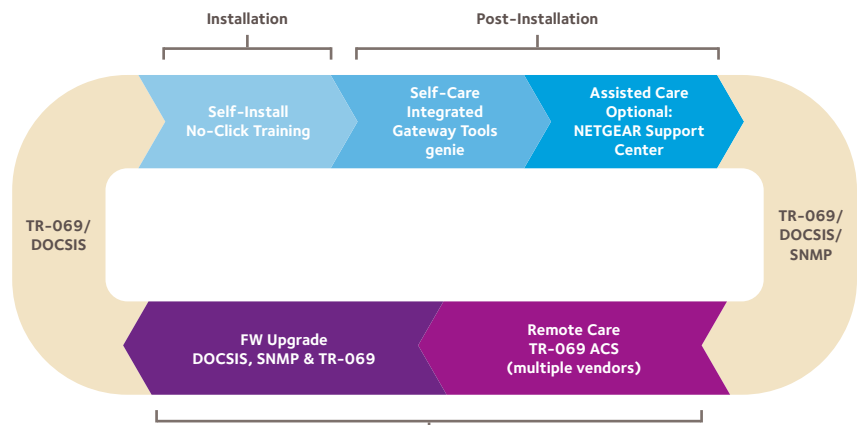 Installation
Post-Installation
Self-Install
No-Click Training
Self-Care
Integrated
Gateway Tools
genie
Assisted Care
Optional:
NETGEAR Support
Center
TR-069/
DOCSIS
TR-069/
DOCSIS/
SNMP
FW Upgrade
DOCSIS, SNMP & TR-069
Remote Care
TR-069 ACS
(multiple vendors)